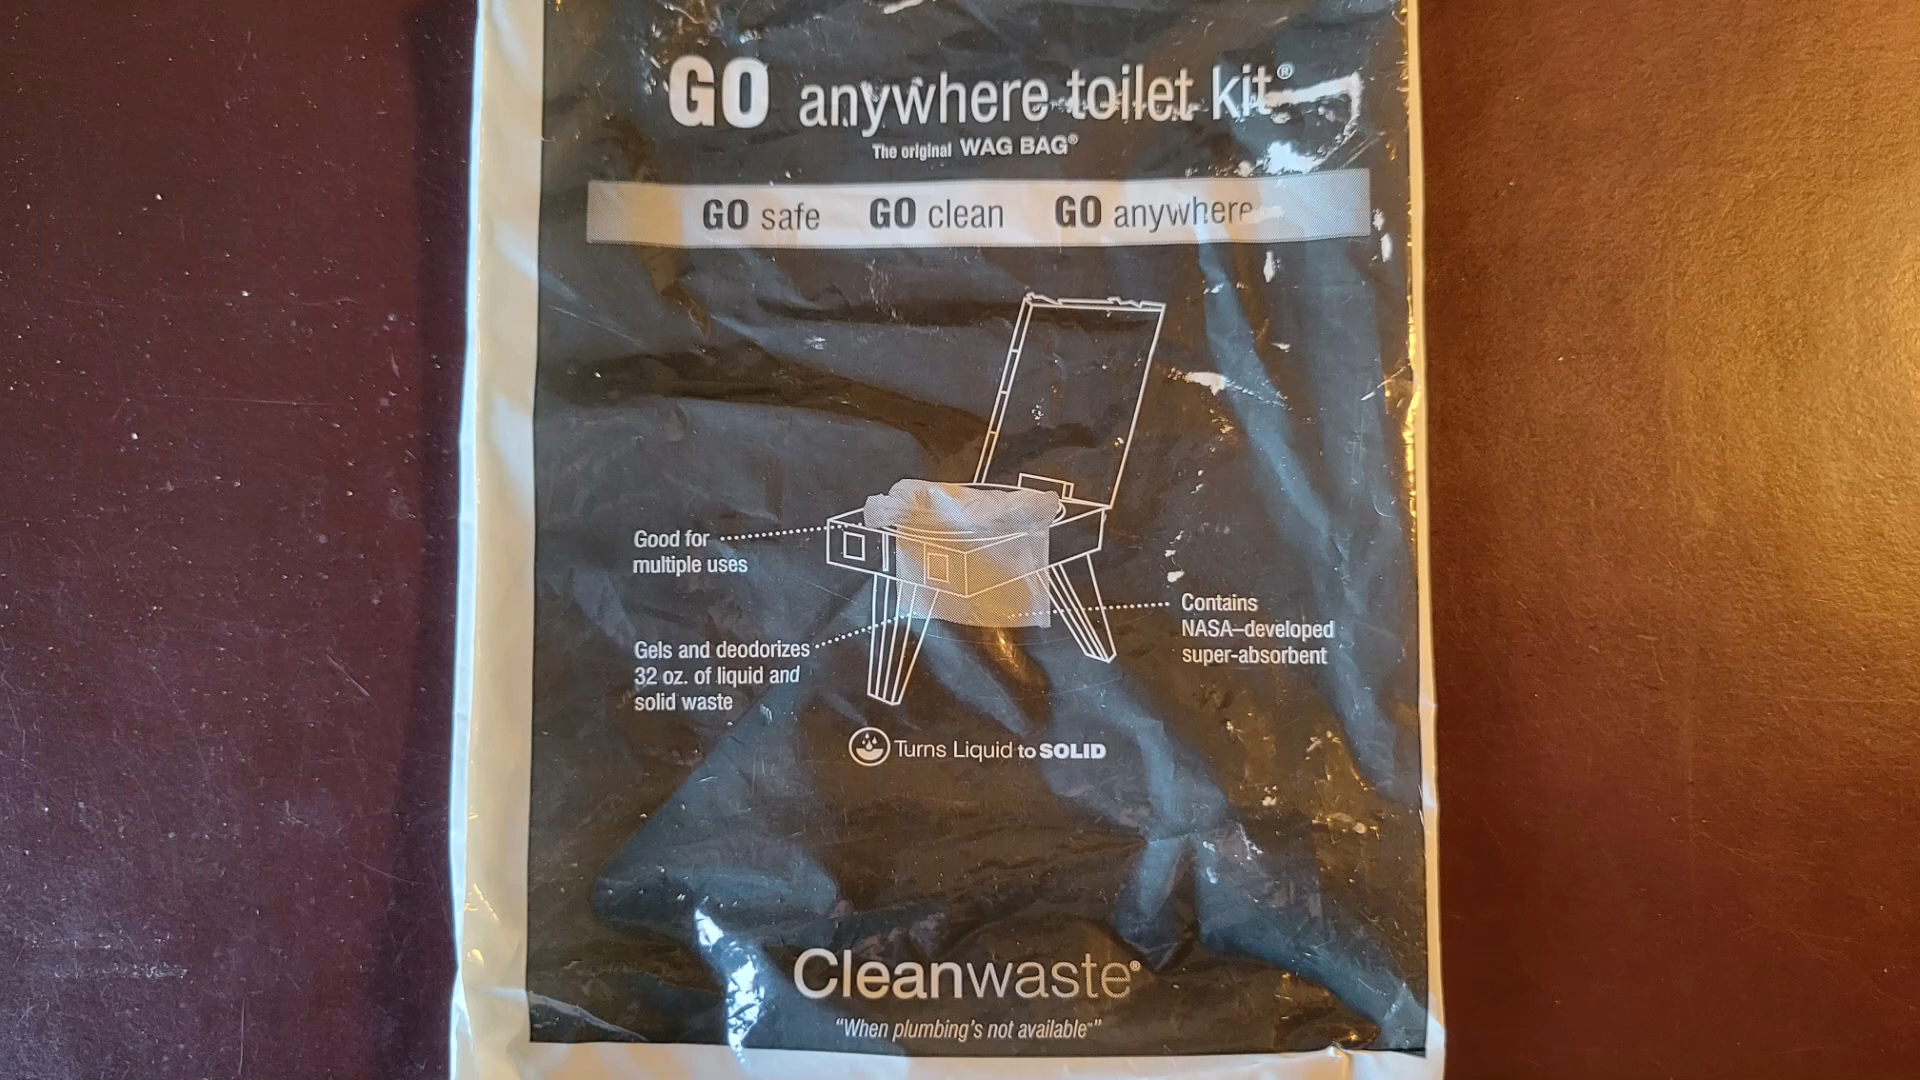 GO anywhere toilet kit®
The original WAG BAG®
GO safe GO clean GO anywhere
Good for
multiple uses
Gels and deodorizes
32 oz. of liquid and
solid waste
Contains
NASA–developed
super-absorbent
Turns Liquid to SOLID
Cleanwaste®
“When plumbing's not available™”